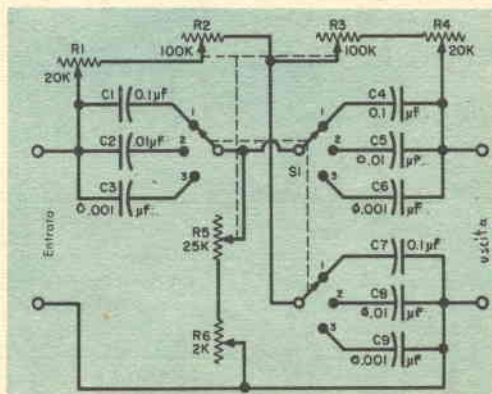 R1
20K
R2
100K
R3
100K
R4
20K
C1 0.1µF
C2 .01µF
C3
0.001 µF.
1
2
3
S1
1
2
3
C4
0.1 µF.
C5
0.01 µF.
C6
0.001 µF.
R5
25K
R6
2K
1
2
3
C7 0.1µF
C8
0.01 µF.
C9
0.001 µF.
Entrata
uscita